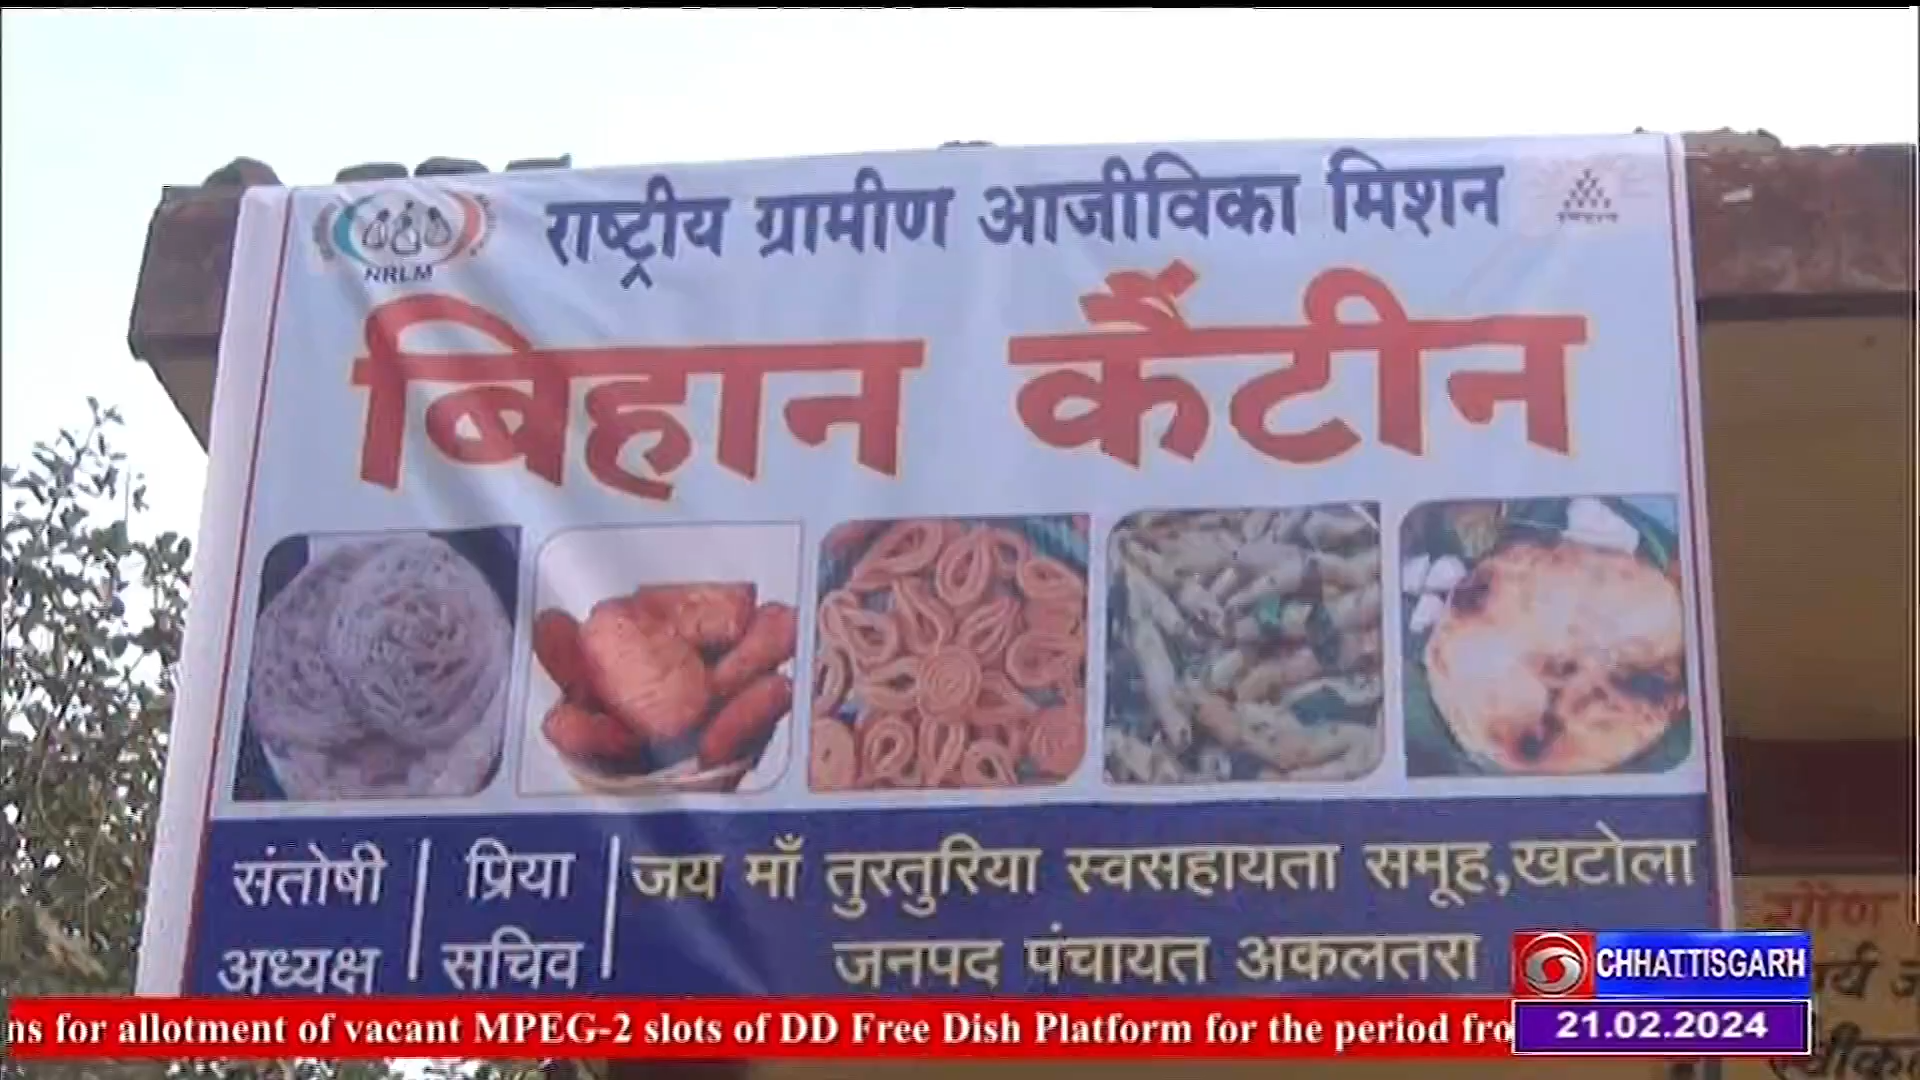 राष्ट्रीय ग्रामीण आजीविका मिशन
NRLM
बिहान कैंटीन
संतोषी | प्रिया | जय माँ तुरतुरिया स्वसहायता समूह,खटोला
अध्यक्ष | सचिव | जनपद पंचायत अकलतरा
CHHATTISGARH
ns for allotment of vacant MPEG-2 slots of DD Free Dish Platform for the period fro
21.02.2024